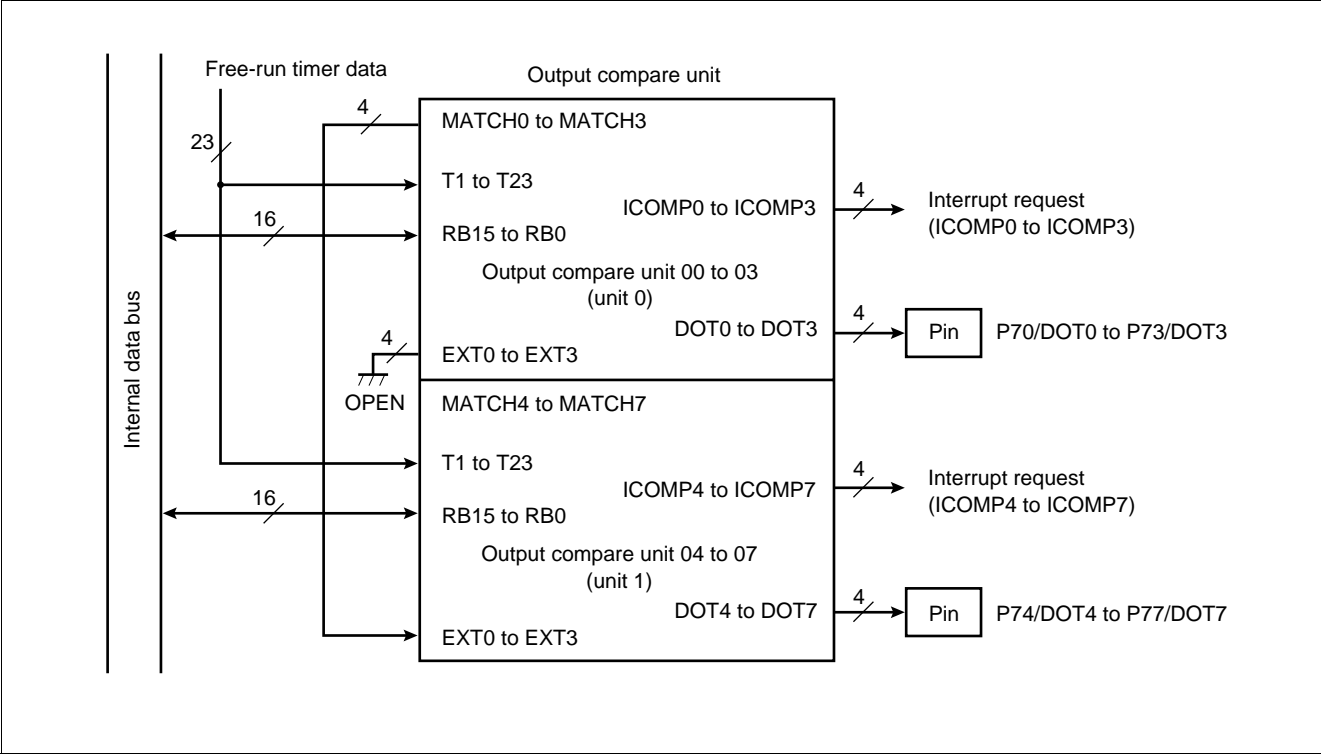 Free-run timer data
Output compare unit
4
MATCH0 to MATCH3
23
T1 to T23
4
ICOMP0 to ICOMP3
Interrupt request
(ICOMP0 to ICOMP3)
16
RB15 to RB0
Output compare unit 00 to 03
(unit 0)
4
DOT0 to DOT3
Pin
P70/DOT0 to P73/DOT3
4
EXT0 to EXT3
OPEN
Internal data bus
MATCH4 to MATCH7
T1 to T23
4
ICOMP4 to ICOMP7
Interrupt request
(ICOMP4 to ICOMP7)
16
RB15 to RB0
Output compare unit 04 to 07
(unit 1)
4
DOT4 to DOT7
Pin
P74/DOT4 to P77/DOT7
EXT0 to EXT3